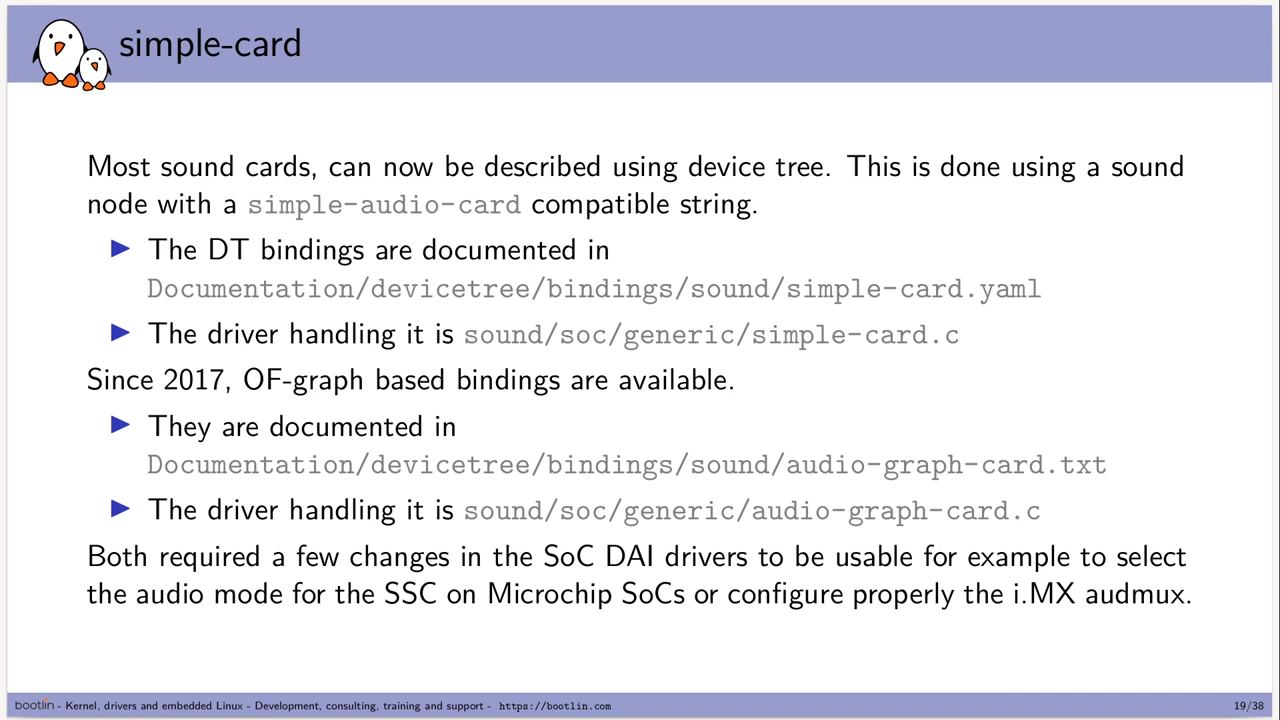 simple-card
Most sound cards, can now be described using device tree. This is done using a sound
node with a simple-audio-card compatible string.
▶ The DT bindings are documented in
Documentation/devicetree/bindings/sound/simple-card.yaml
▶ The driver handling it is sound/soc/generic/simple-card.c
Since 2017, OF-graph based bindings are available.
▶ They are documented in
Documentation/devicetree/bindings/sound/audio-graph-card.txt
▶ The driver handling it is sound/soc/generic/audio-graph-card.c
Both required a few changes in the SoC DAI drivers to be usable for example to select
the audio mode for the SSC on Microchip SoCs or configure properly the i.MX audmux.
bootlin - Kernel, drivers and embedded Linux - Development, consulting, training and support - https://bootlin.com 19/38